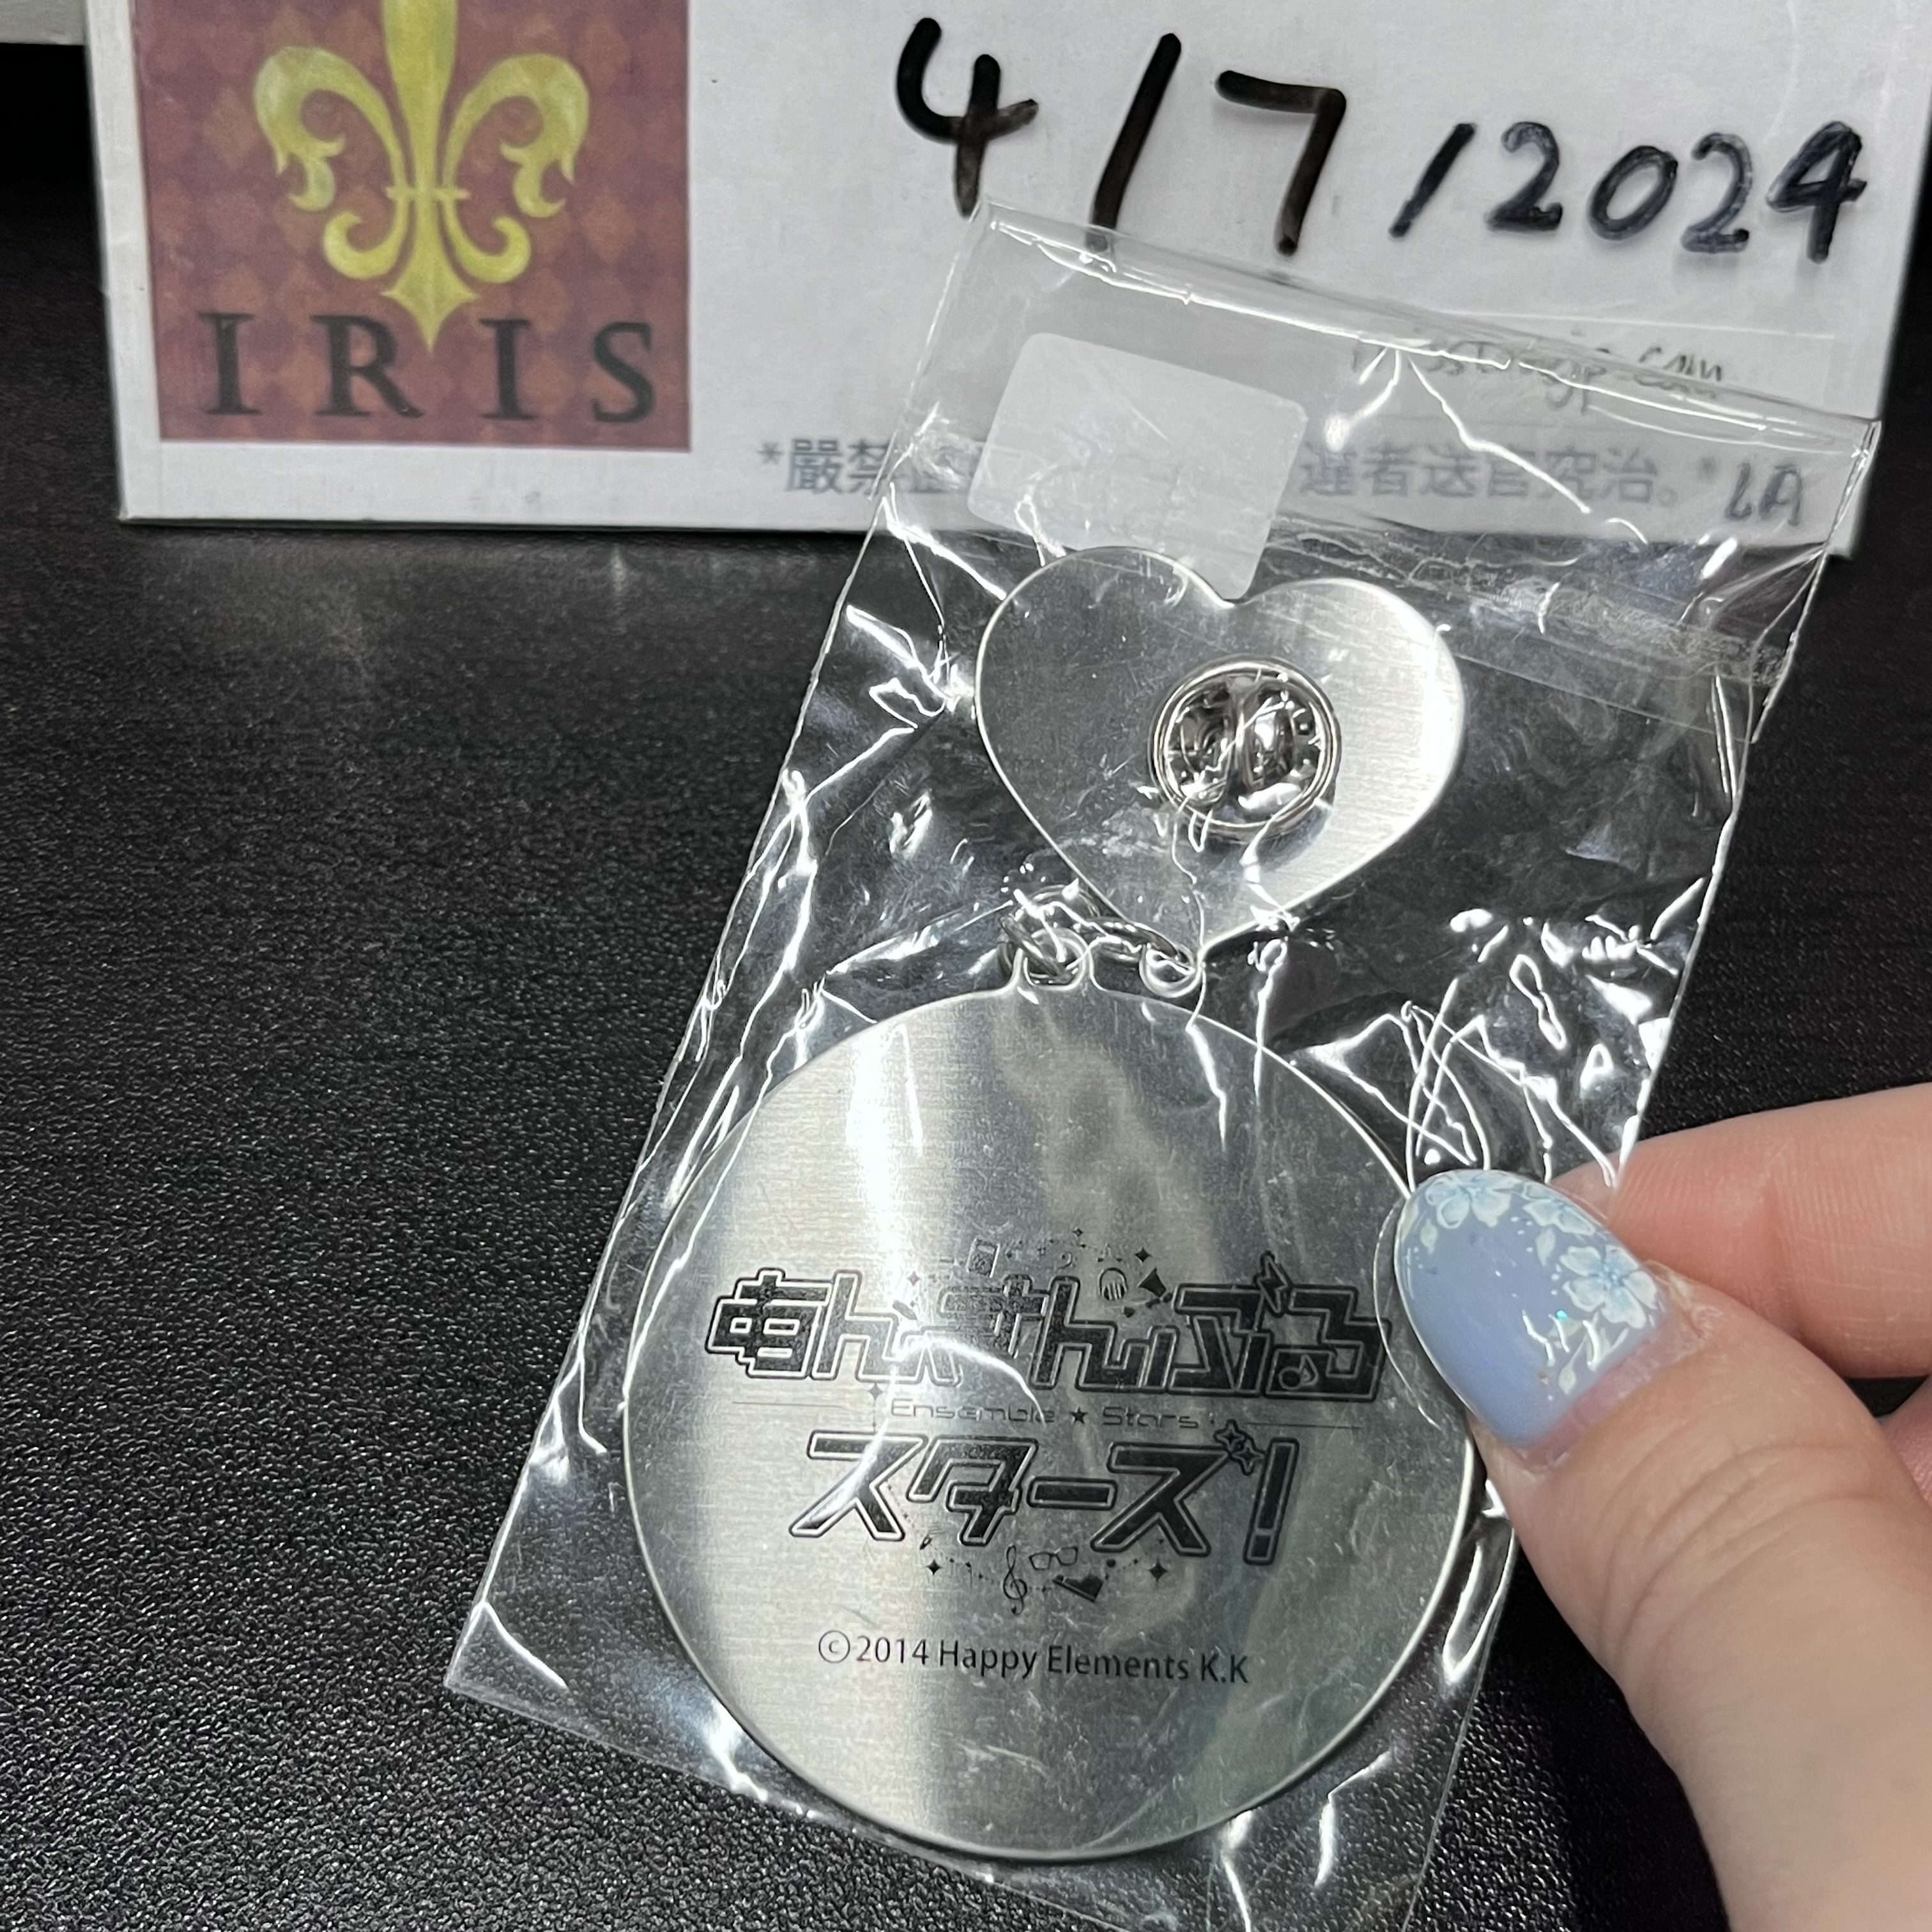 4/7/2024
IRIS
*嚴禁
違者送官究治。*
LA
あんさんぶる
Ensemble ★ Stars
スターズ!
©2014 Happy Elements K.K